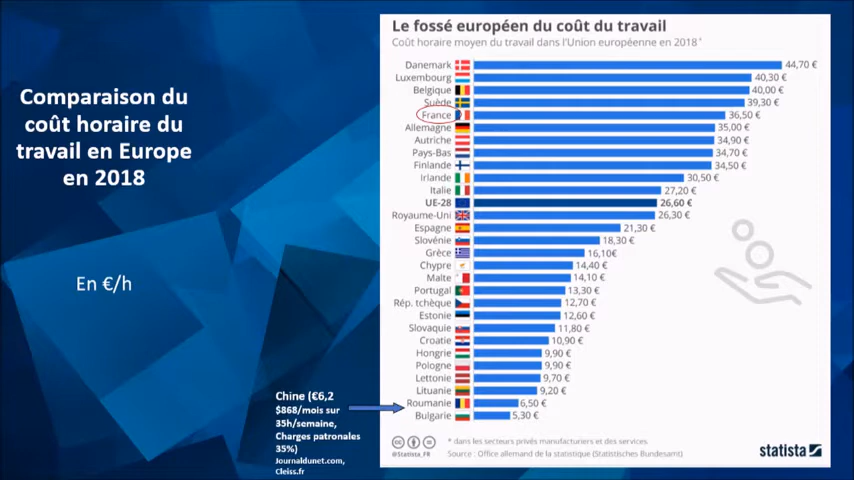 Comparaison du
coût horaire du
travail en Europe
en 2018
En €/h
Chine (€6,2
$868/mois sur
35h/semaine,
Charges patronales
35%)
Journaldunet.com,
Cleiss.fr
Le fossé européen du coût du travail
Coût horaire moyen du travail dans l'Union européenne en 2018*
Danemark 44,70 €
Luxembourg 40,30 €
Belgique 40,00 €
Suède 39,30 €
France 36,50 €
Allemagne 35,00 €
Autriche 34,90 €
Pays-Bas 34,70 €
Finlande 34,50 €
Irlande 30,50 €
Italie 27,20 €
UE-28 26,60 €
Royaume-Uni 26,30 €
Espagne 21,30 €
Slovénie 18,30 €
Grèce 16,10€
Chypre 14,40 €
Malte 14,10 €
Portugal 13,30 €
Rép. tchèque 12,70 €
Estonie 12,60 €
Slovaquie 11,80 €
Croatie 10,90 €
Hongrie 9,90 €
Pologne 9,90 €
Lettonie 9,70 €
Lituanie 9,20 €
Roumanie 6,50 €
Bulgarie 5,30 €
* dans les secteurs privés manufacturiers et des services.
@Statista_FR
Source : Office allemand de la statistique (Statistisches Bundesamt)
statista